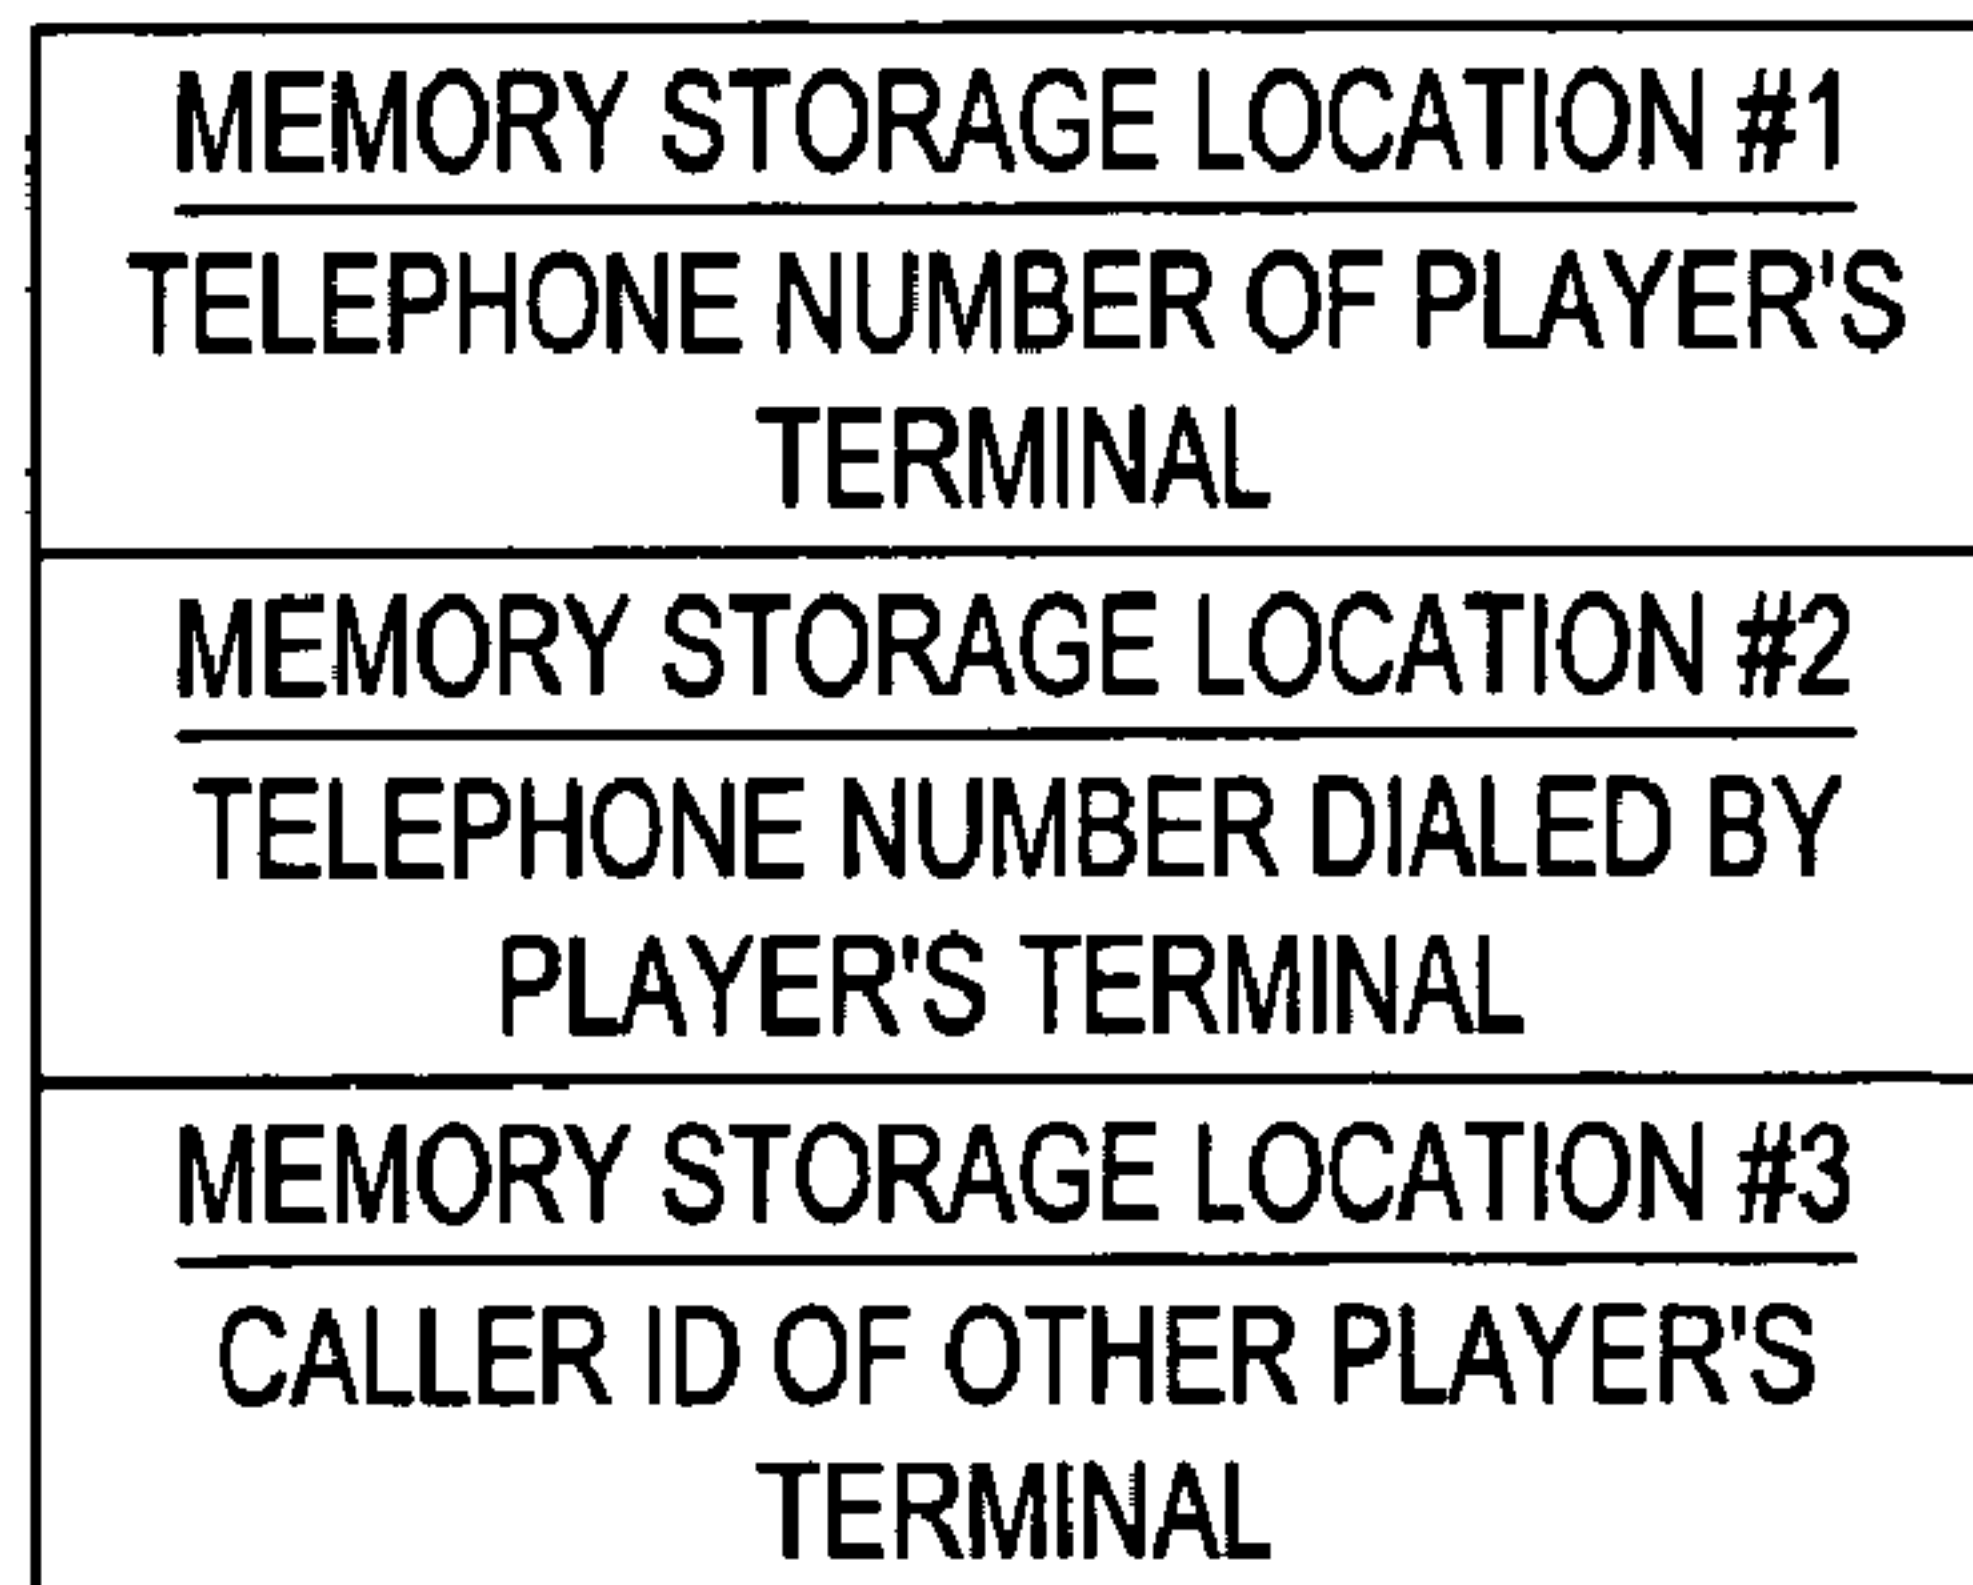 MEMORY STORAGE LOCATION #1
TELEPHONE NUMBER OF PLAYER'S
TERMINAL
MEMORY STORAGE LOCATION #2
TELEPHONE NUMBER DIALED BY
PLAYER'S TERMINAL
MEMORY STORAGE LOCATION #3
CALLER ID OF OTHER PLAYER'S
TERMINAL